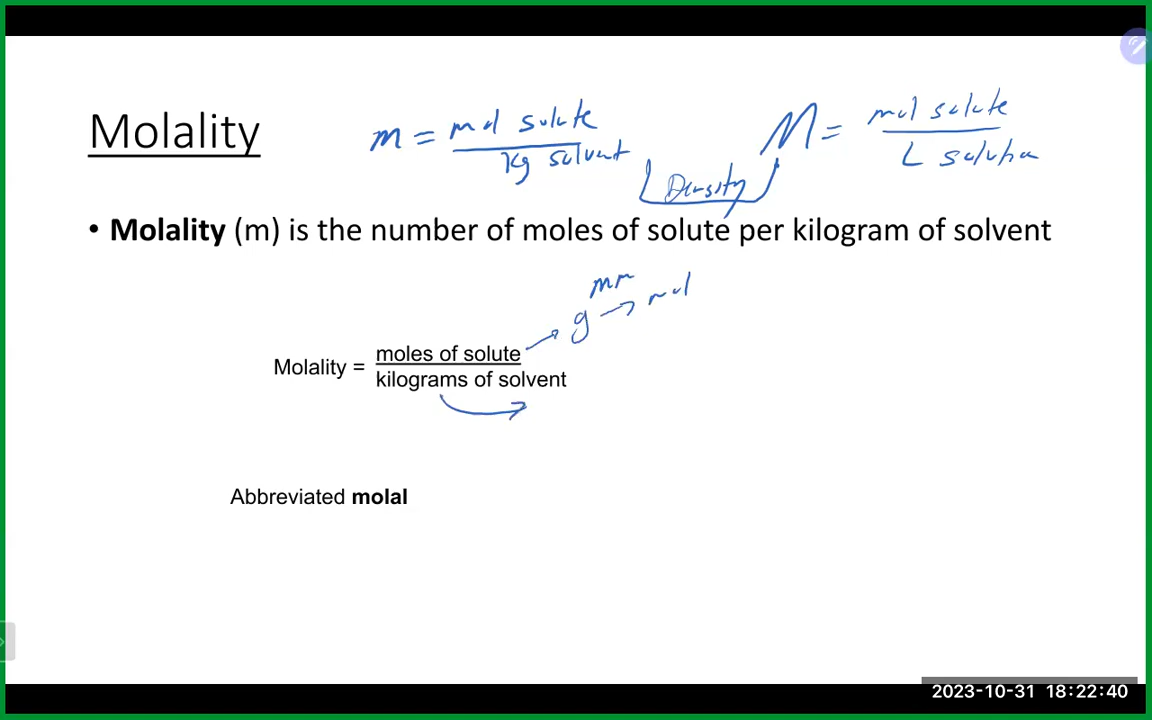 Molality
m = mol solute
kg solvent
M = mol solute
L solution
Density
• Molality (m) is the number of moles of solute per kilogram of solvent
mm
g → mol
Molality = moles of solute
kilograms of solvent
Abbreviated molal
2023-10-31 18:22:40